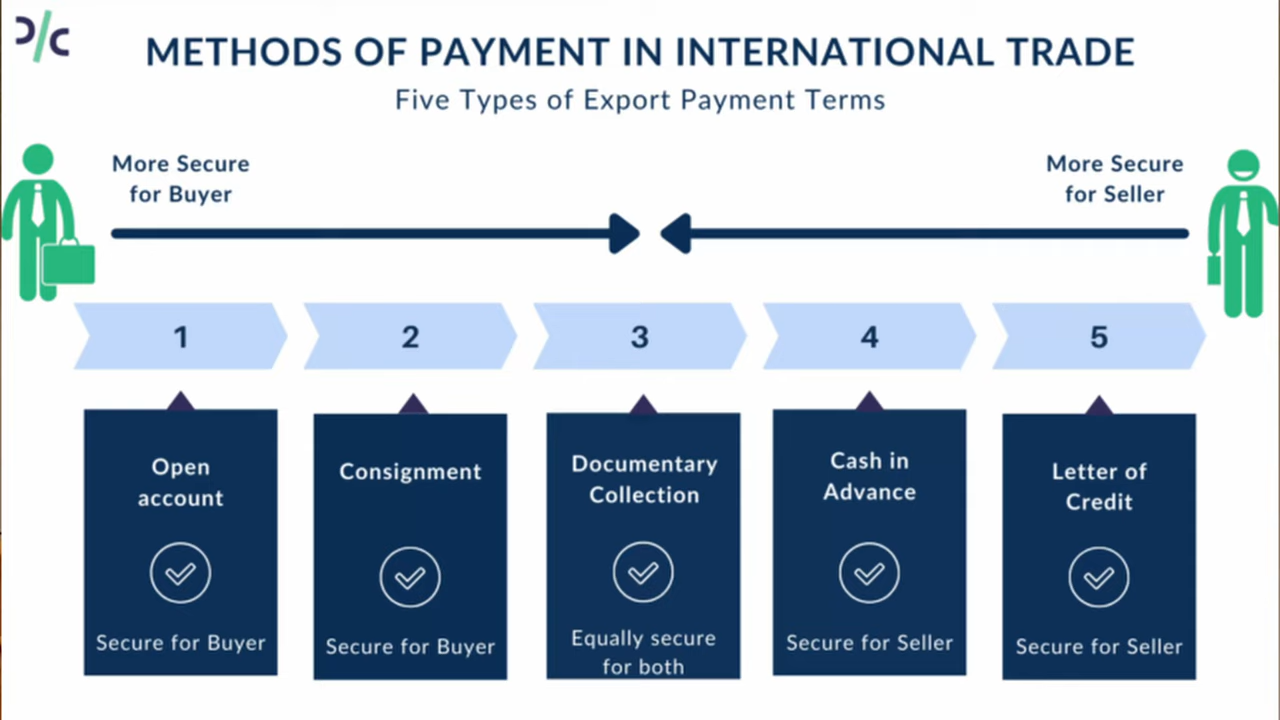 D/C
METHODS OF PAYMENT IN INTERNATIONAL TRADE
Five Types of Export Payment Terms
More Secure
for Buyer
More Secure
for Seller
1
2
3
4
5
Open
account
Secure for Buyer
Consignment
Secure for Buyer
Documentary
Collection
Equally secure
for both
Cash in
Advance
Secure for Seller
Letter of
Credit
Secure for Seller